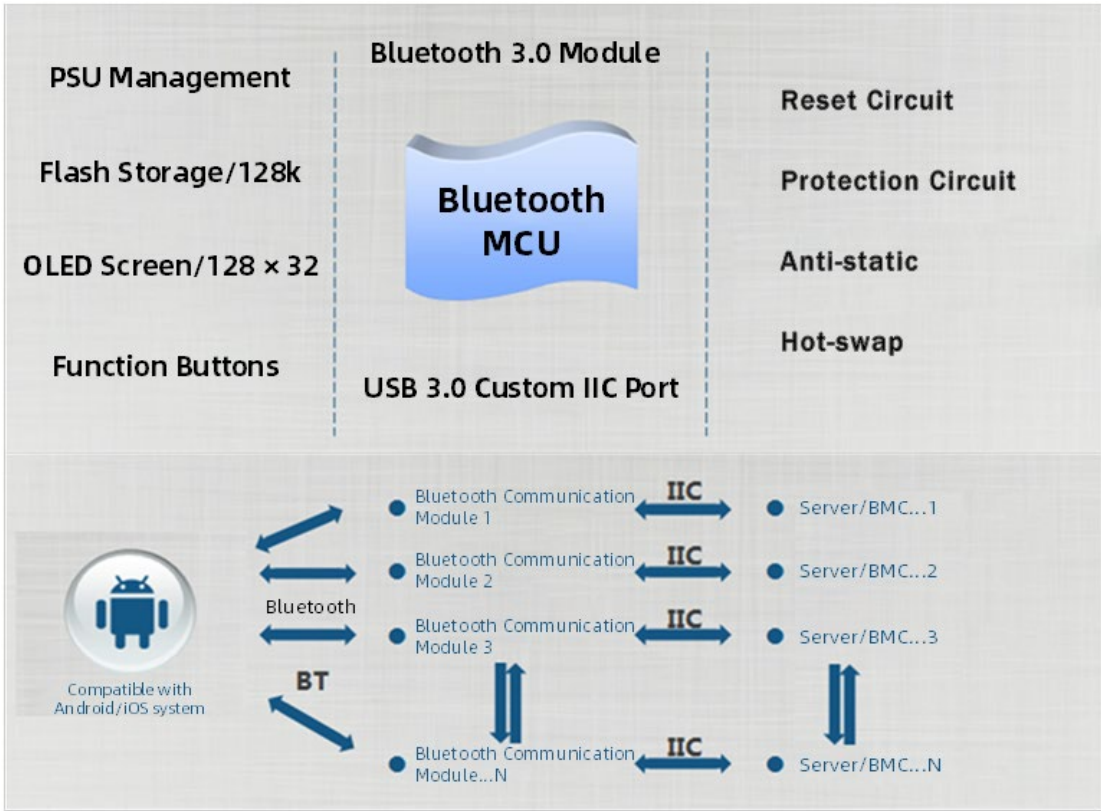 PSU Management
Flash Storage/128k
OLED Screen/128 × 32
Function Buttons
Bluetooth 3.0 Module
Bluetooth
MCU
USB 3.0 Custom IIC Port
Reset Circuit
Protection Circuit
Anti-static
Hot-swap
Compatible with
Android/iOS system
Bluetooth
BT
Bluetooth Communication
Module 1
IIC
Server/BMC...1
Bluetooth Communication
Module 2
IIC
Server/BMC...2
Bluetooth Communication
Module 3
IIC
Server/BMC...3
Bluetooth Communication
Module...N
IIC
Server/BMC...N